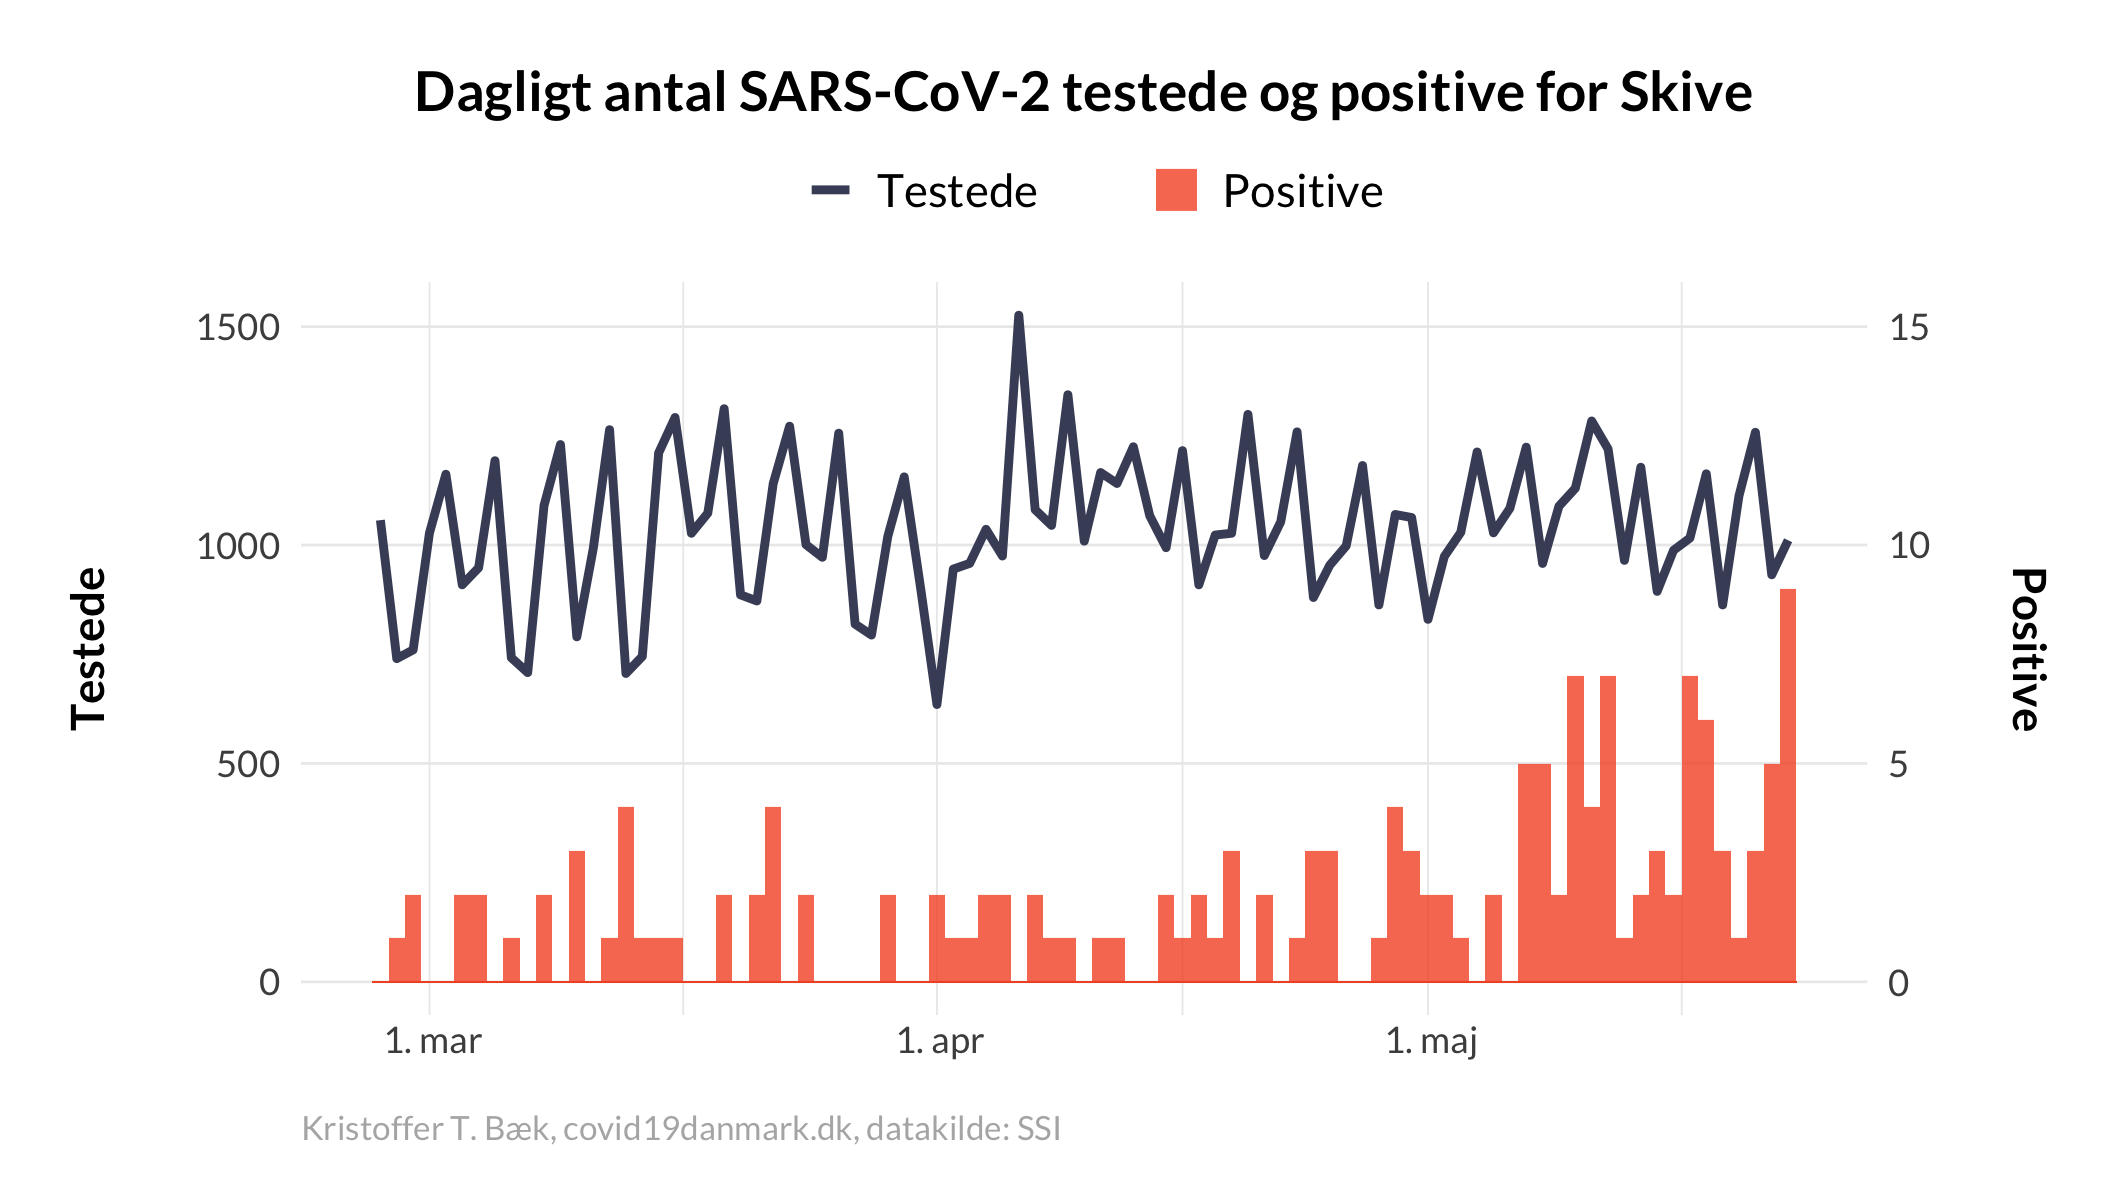 Dagligt antal SARS-CoV-2 testede og positive for Skive
Testede
Positive
1500
1000
500
0
Testede
15
10
5
0
Positive
1. mar
1. apr
1. maj
Kristoffer T. Bæk, covid19danmark.dk, datakilde: SSI